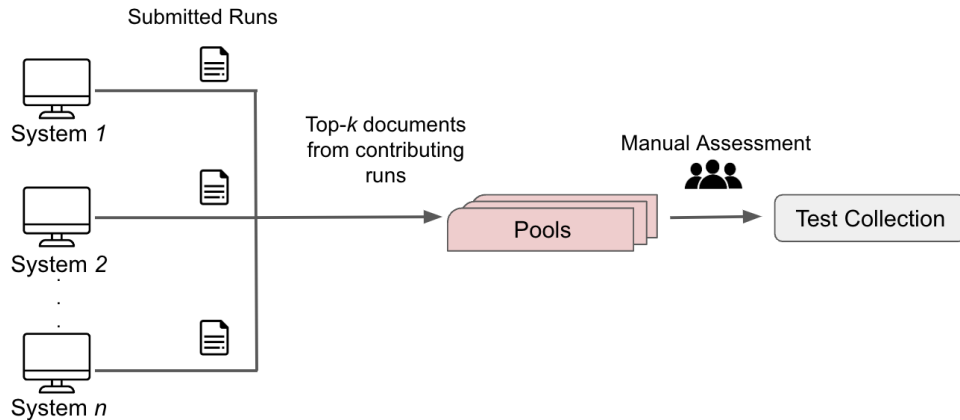 Submitted Runs
System 1
System 2
System n
Top-k documents
from contributing
runs
Pools
Manual Assessment
Test Collection